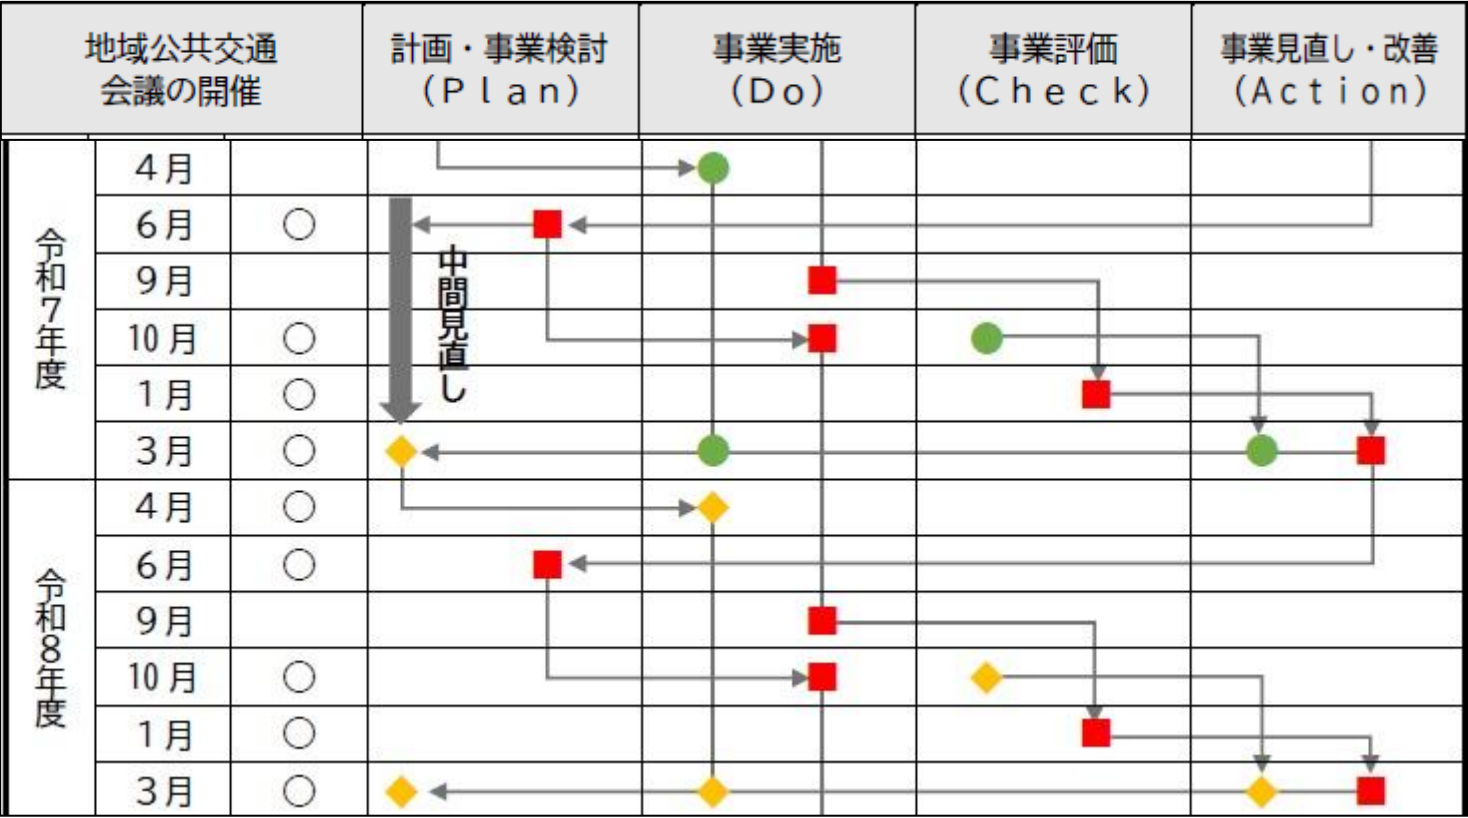 地域公共交通
会議の開催
計画・事業検討
（Ｐｌａｎ）
事業実施
（Ｄｏ）
事業評価
（Ｃｈｅｃｋ）
事業見直し・改善
（Ａｃｔｉｏｎ）
令和７年度
４月
６月 ○
９月
10月 ○
１月 ○
３月 ○
中間見直し
令和８年度
４月 ○
６月 ○
９月
10月 ○
１月 ○
３月 ○